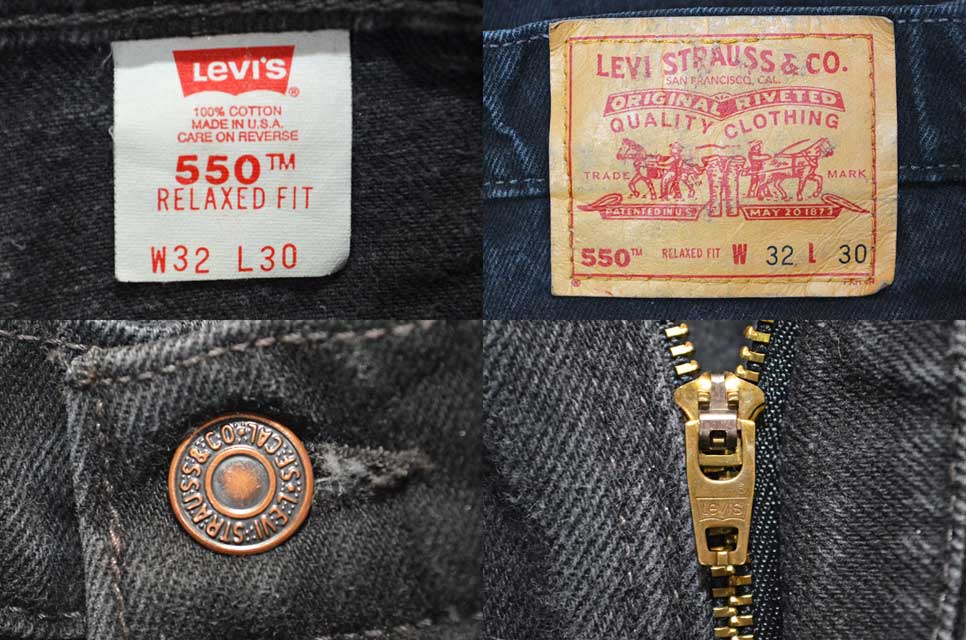 LEVI'S
®
100% COTTON
MADE IN U.S.A.
CARE ON REVERSE
550™
RELAXED FIT
W32 L30
LEVI STRAUSS & CO.
SAN FRANCISCO, CAL.
ORIGINAL RIVETED
QUALITY CLOTHING
TRADE MARK
PATENTED IN U.S. MAY 20 1873
550™ RELAXED FIT W 32 L 30
®
LEVI STRAUSS & CO S.F. CAL
LEVI'S